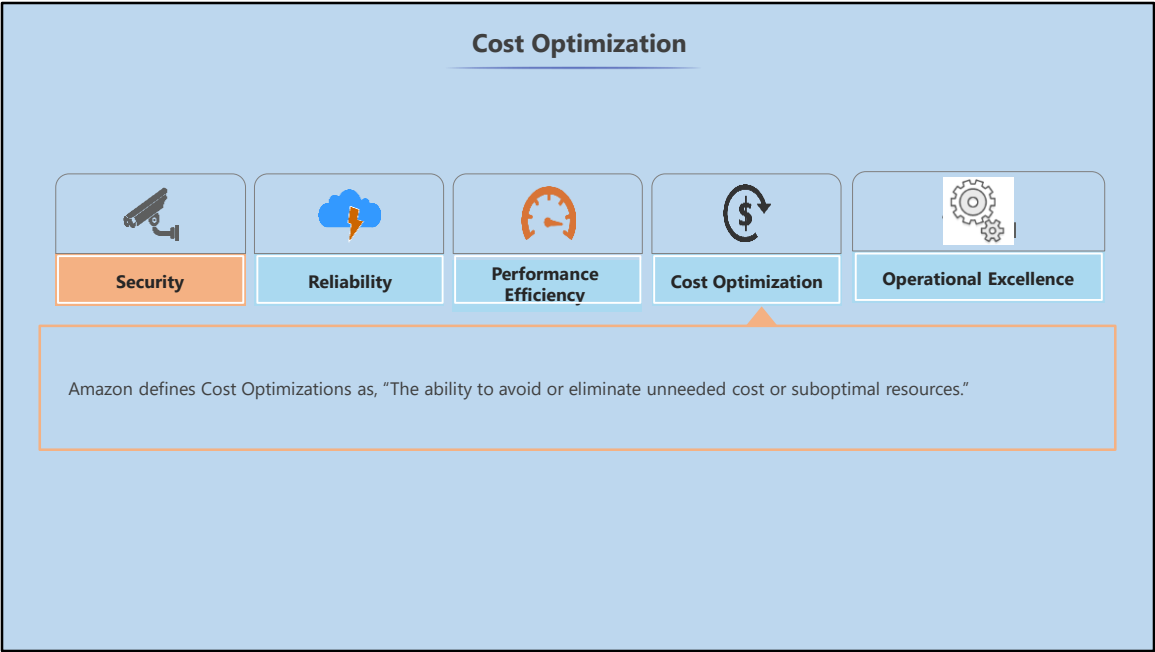 Cost Optimization
Security
Reliability
Performance
Efficiency
Cost Optimization
Operational Excellence
Amazon defines Cost Optimizations as, “The ability to avoid or eliminate unneeded cost or suboptimal resources.”